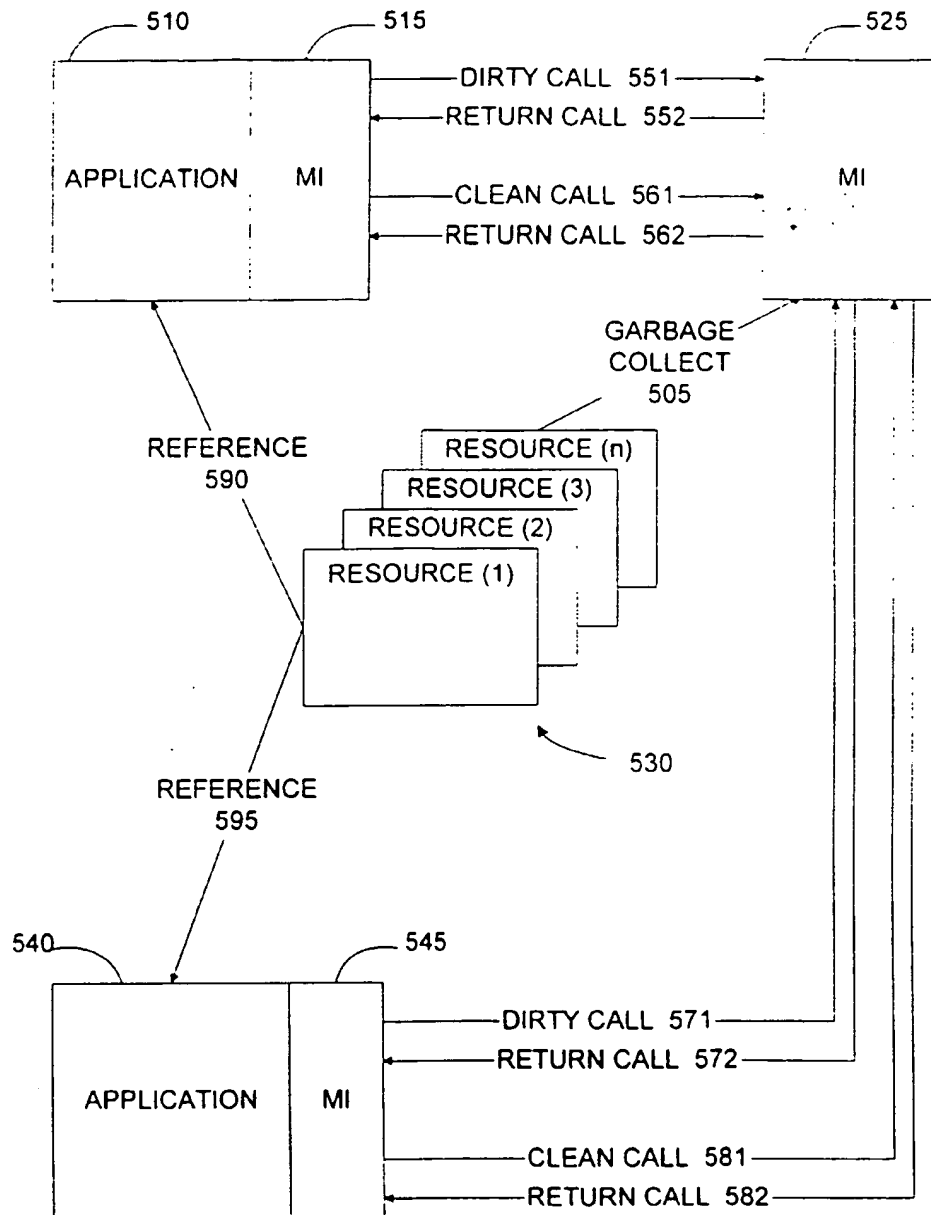 510
515
525
DIRTY CALL 551
RETURN CALL 552
APPLICATION
MI
MI
CLEAN CALL 561
RETURN CALL 562
GARBAGE
COLLECT
505
REFERENCE
590
RESOURCE (n)
RESOURCE (3)
RESOURCE (2)
RESOURCE (1)
530
REFERENCE
595
540
545
DIRTY CALL 571
RETURN CALL 572
APPLICATION
MI
CLEAN CALL 581
RETURN CALL 582